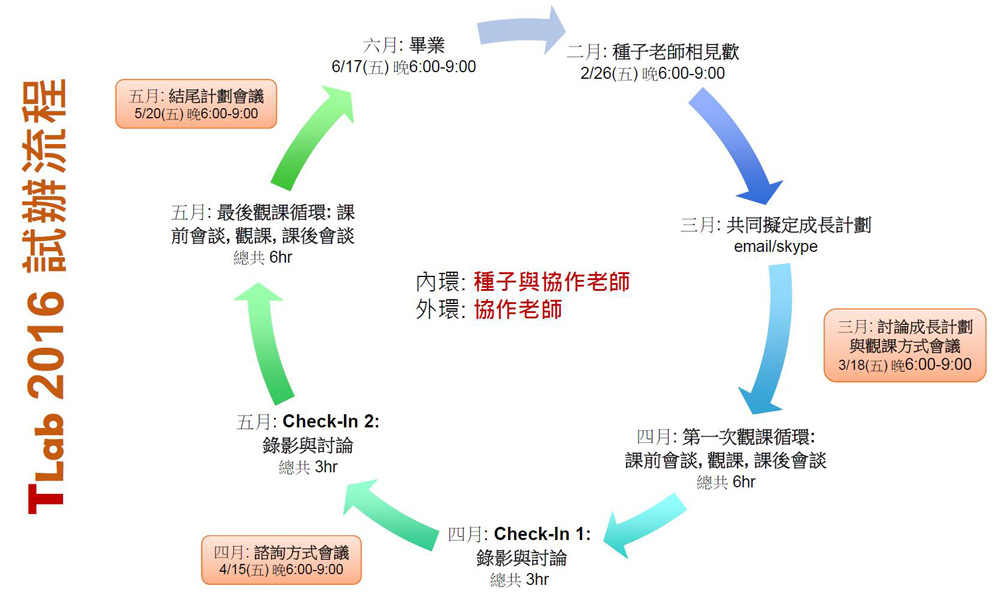 TLab 2016 試辦流程
六月: 畢業
6/17(五) 晚6:00-9:00
二月: 種子老師相見歡
2/26(五) 晚6:00-9:00
五月: 結尾計劃會議
5/20(五) 晚6:00-9:00
五月: 最後觀課循環: 課
前會談, 觀課, 課後會談
總共 6hr
三月: 共同擬定成長計劃
email/skype
內環: 種子與協作老師
外環: 協作老師
三月: 討論成長計劃
與觀課方式會議
3/18(五) 晚6:00-9:00
五月: Check-In 2:
錄影與討論
總共 3hr
四月: 第一次觀課循環:
課前會談, 觀課, 課後會談
總共 6hr
四月: Check-In 1:
錄影與討論
總共 3hr
四月: 諮詢方式會議
4/15(五) 晚6:00-9:00